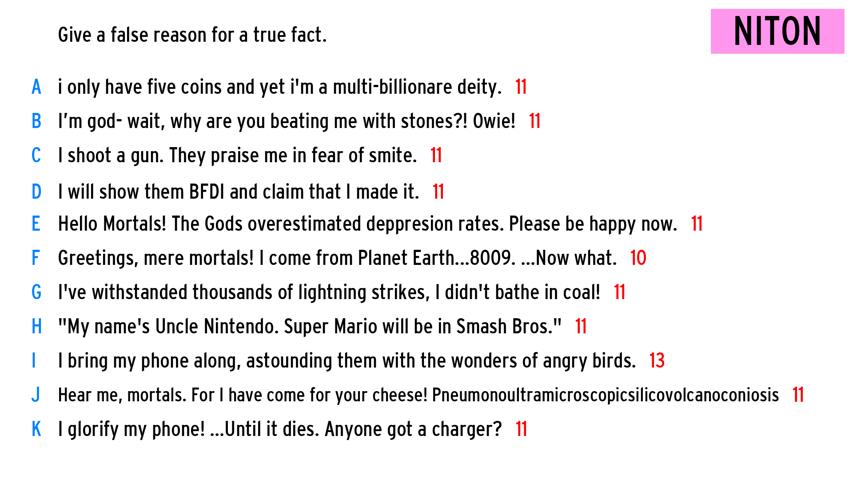 Give a false reason for a true fact.
NITON
A i only have five coins and yet i'm a multi-billionare deity. 11
B I'm god- wait, why are you beating me with stones?! Owie! 11
C I shoot a gun. They praise me in fear of smite. 11
D I will show them BFDI and claim that I made it. 11
E Hello Mortals! The Gods overestimated deppresion rates. Please be happy now. 11
F Greetings, mere mortals! I come from Planet Earth...8009. ...Now what. 10
G I've withstanded thousands of lightning strikes, I didn't bathe in coal! 11
H "My name's Uncle Nintendo. Super Mario will be in Smash Bros." 11
I I bring my phone along, astounding them with the wonders of angry birds. 13
J Hear me, mortals. For I have come for your cheese! Pneumonoultramicroscopicsilicovolcanoconiosis 11
K I glorify my phone! ...Until it dies. Anyone got a charger? 11